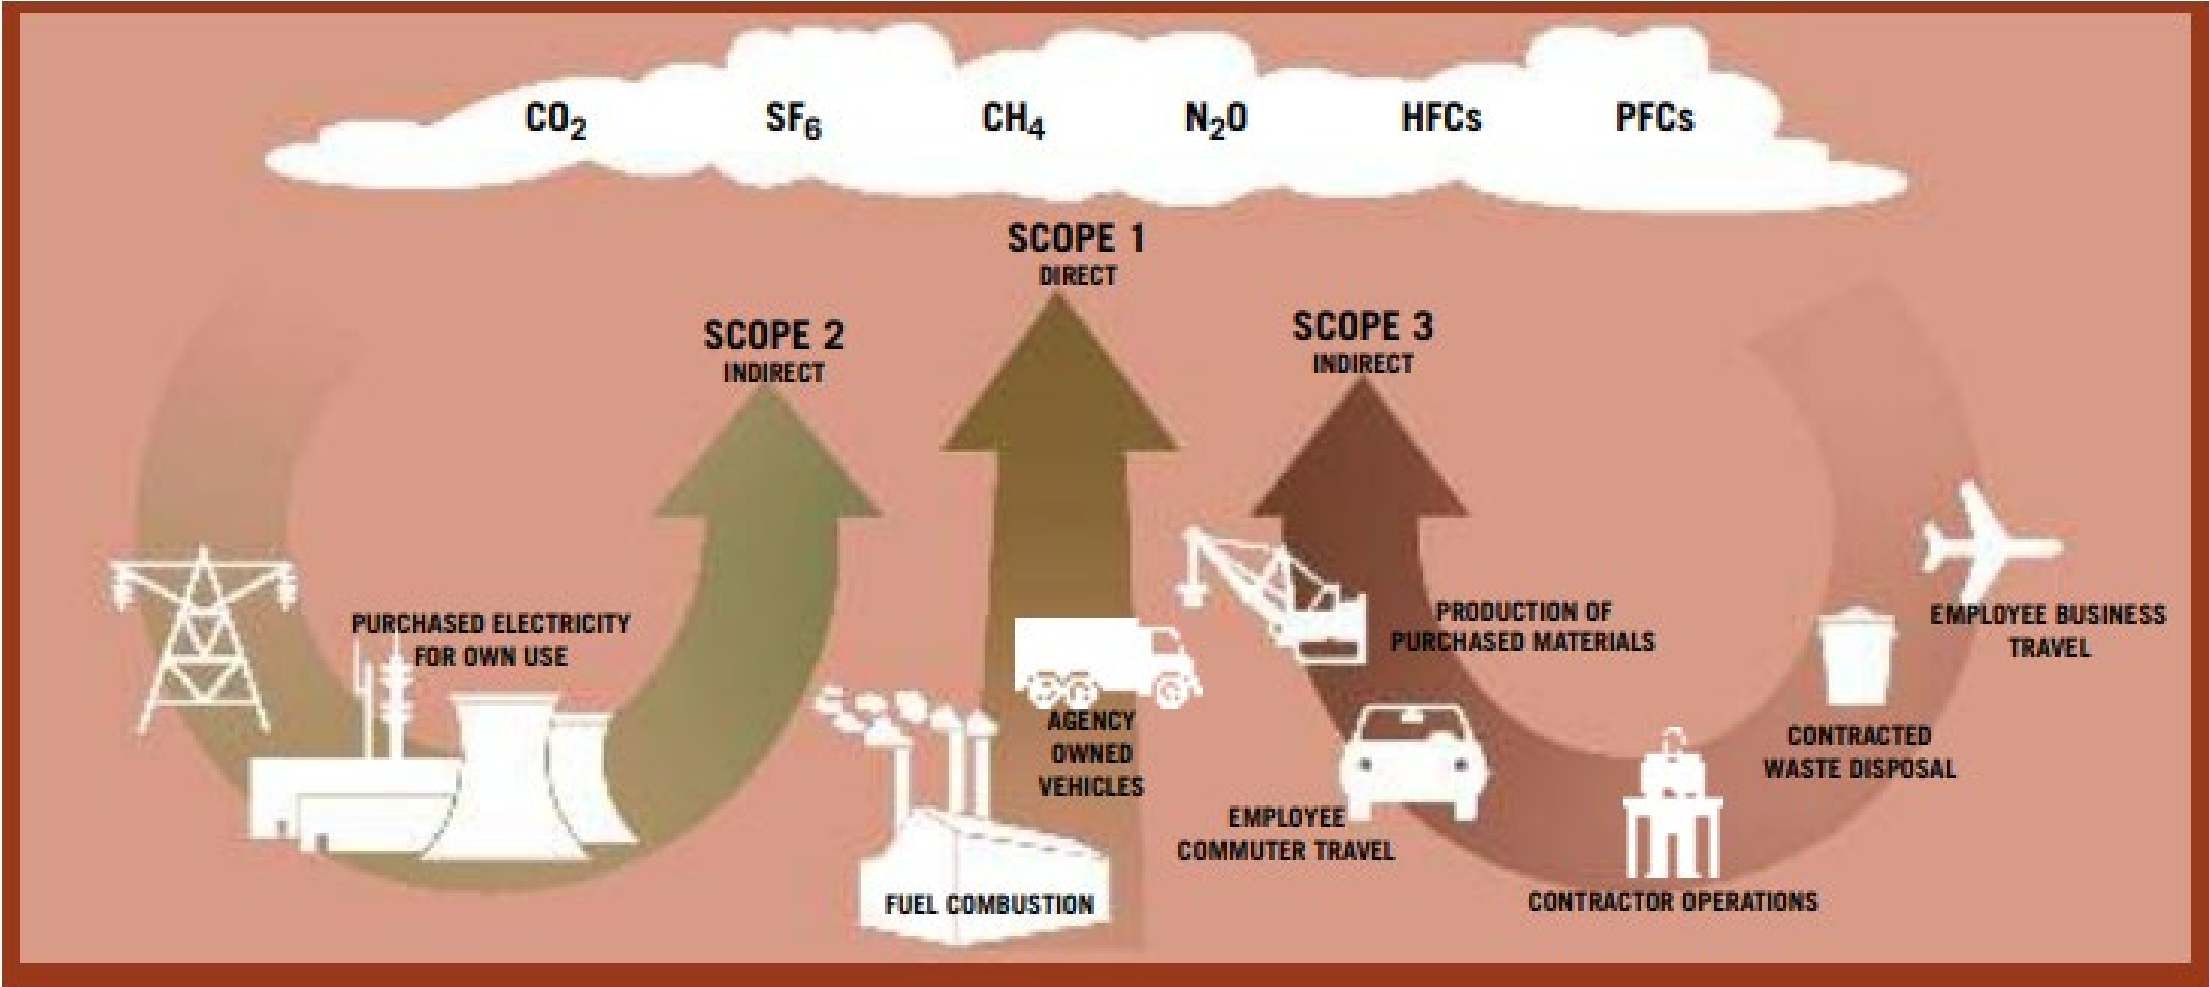 CO₂ SF₆ CH₄ N₂O HFCs PFCs
SCOPE 1
DIRECT
SCOPE 2
INDIRECT
SCOPE 3
INDIRECT
PURCHASED ELECTRICITY
FOR OWN USE
AGENCY
OWNED
VEHICLES
FUEL COMBUSTION
PRODUCTION OF
PURCHASED MATERIALS
EMPLOYEE BUSINESS
TRAVEL
CONTRACTED
WASTE DISPOSAL
EMPLOYEE
COMMUTER TRAVEL
CONTRACTOR OPERATIONS